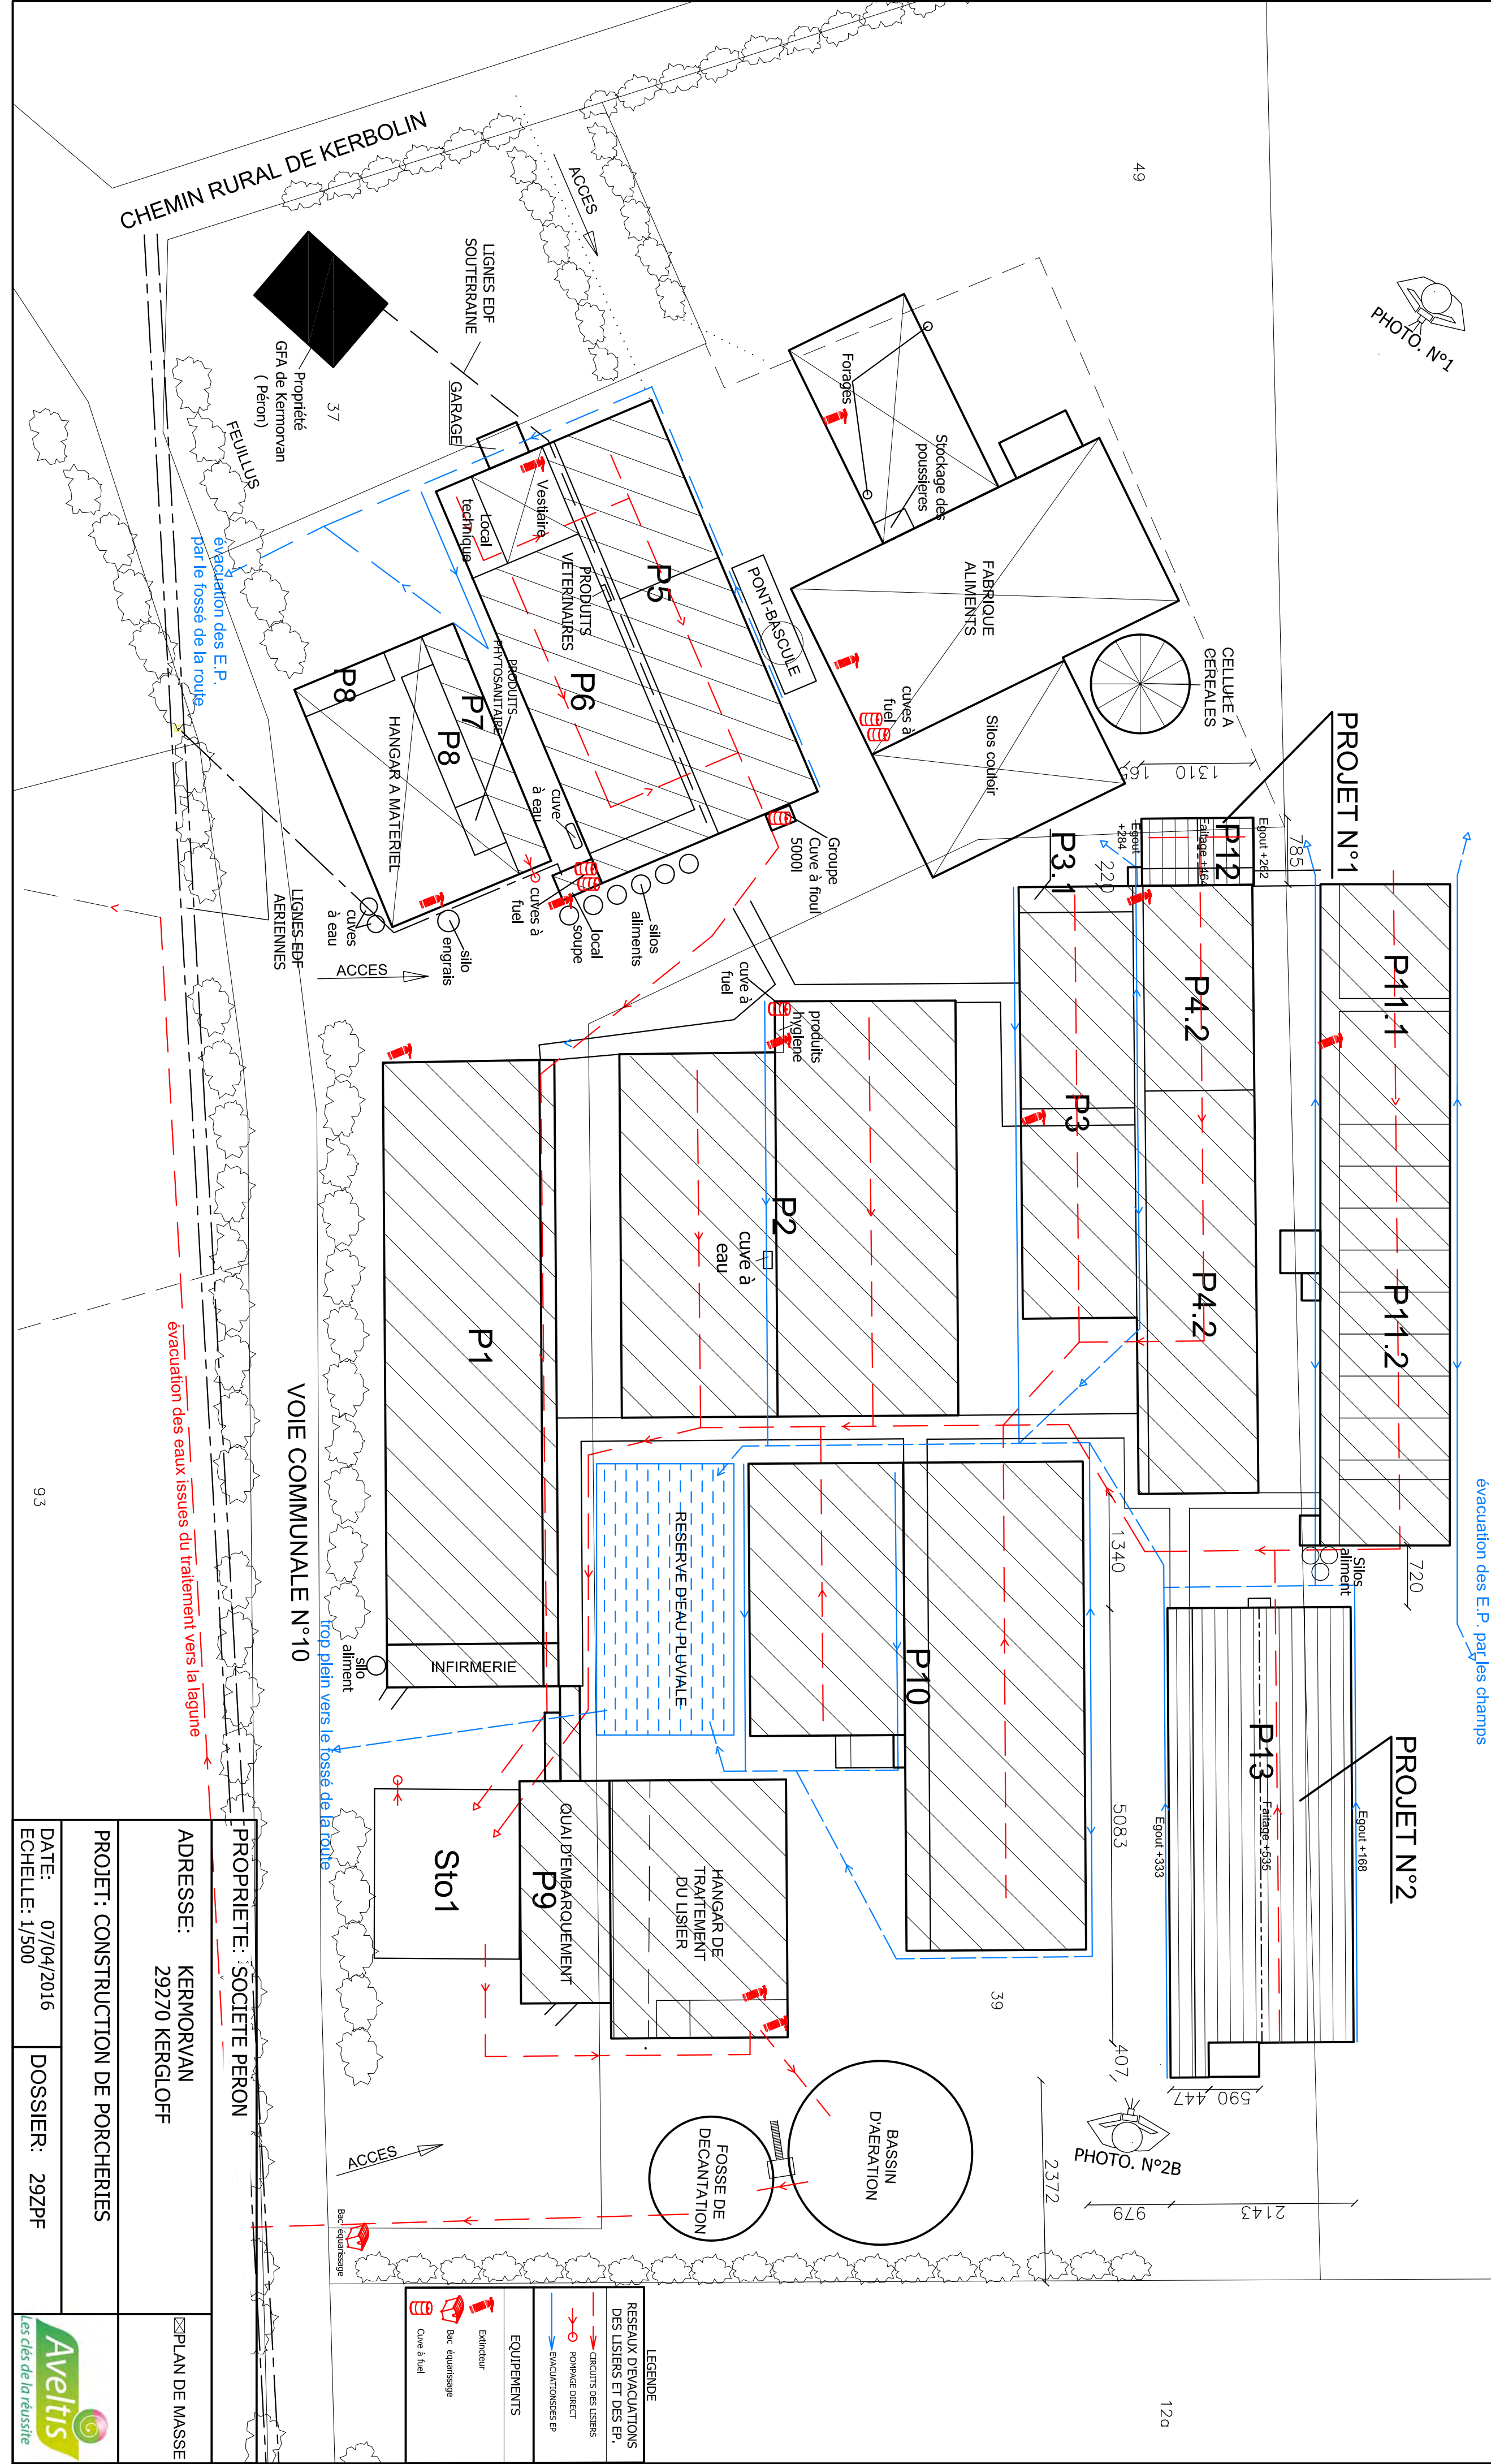 CHEMIN RURAL DE KERBOLIN
ACCES
49
PHOTO. N°1
LIGNES EDF
SOUTERRAINE
Propriété
GFA de Kermorvan
( Péron)
37
FEUILLUS
évacuation des E.P.
par le fossé de la route
GARAGE
Vestiaire
Local
technique
PRODUITS
VETERINAIRES
P5
P6
PRODUITS
PHYTOSANITAIRE
P7
P8
P8
HANGAR A MATERIEL
PONT-BASCULE
Forages
Stockage des
poussieres
FABRIQUE
ALIMENTS
CELLULE A
CEREALES
cuves à
fuel
Silos couloir
165
1310
PROJET N°1
785
Egout +262
Faitage +464
P12
Egout
+284
220
P3.1
cuve
à eau
Groupe
Cuve à fioul
5000l
silos
aliments
local
soupe
cuves à
fuel
silo
engrais
cuves
à eau
LIGNES EDF
AERIENNES
ACCES
cuve à
fuel
produits
hygiene
P11.1
P4.2
P3
P2
cuve à
eau
P4.2
P11.2
P1
VOIE COMMUNALE N°10
évacuation des eaux issues du traitement vers la lagune
93
évacuation des E.P. par les champs
Silos
aliment
720
1340
RESERVE D'EAU PLUVIALE
P10
INFIRMERIE
silo
aliment
trop plein vers le fossé de la route
P13
Faitage +535
Egout +168
Egout +333
PROJET N°2
5083
407
447
590
39
HANGAR DE
TRAITEMENT
DU LISIER
QUAI D'EMBARQUEMENT
P9
Sto1
BASSIN
D'AERATION
FOSSE DE
DECANTATION
PHOTO. N°2B
2372
979
2143
ACCES
Bac équarissage
12a
LEGENDE
RESEAUX D'EVACUATIONS
DES LISIERS ET DES EP.
CIRCUITS DES LISIERS
POMPAGE DIRECT
EVACUATIONSDES EP
EQUIPEMENTS
Extincteur
Bac équarissage
Cuve à fuel
PROPRIETE: SOCIETE PERON
ADRESSE: KERMORVAN
29270 KERGLOFF
PLAN DE MASSE
PROJET: CONSTRUCTION DE PORCHERIES
DATE: 07/04/2016
ECHELLE: 1/500
DOSSIER: 29ZPF
Aveltis
Les clés de la réussite